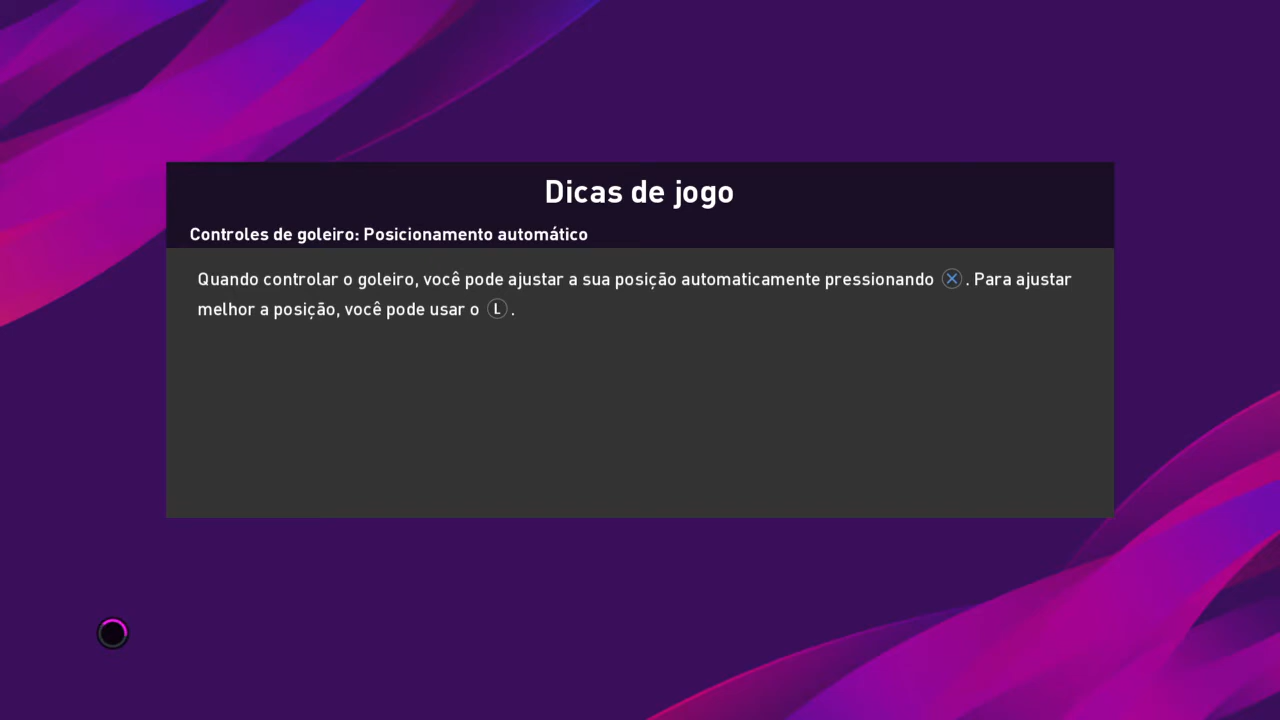 Dicas de jogo
Controles de goleiro: Posicionamento automático
Quando controlar o goleiro, você pode ajustar a sua posição automaticamente pressionando Ⓧ. Para ajustar
melhor a posição, você pode usar o Ⓛ.